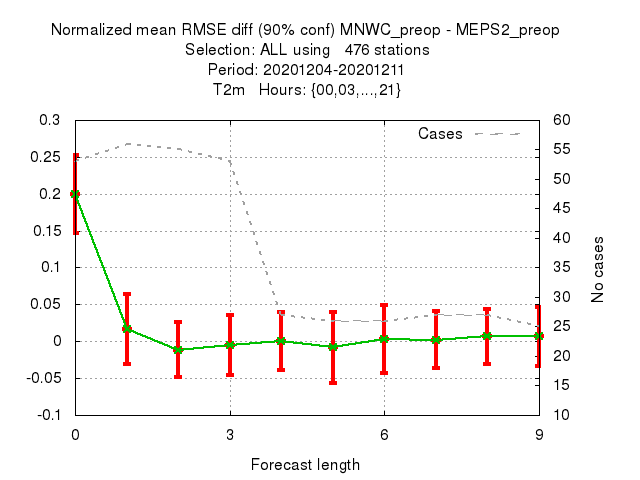 Normalized mean RMSE diff (90% conf) MNWC_preop - MEPS2_preop
Selection: ALL using   476 stations
Period: 20201204-20201211
T2m   Hours: {00,03,...,21}
Cases
0.3
0.25
0.2
0.15
0.1
0.05
0
-0.05
-0.1
60
55
50
45
40
35
30
25
20
15
10
No cases
0 3 6 9
Forecast length